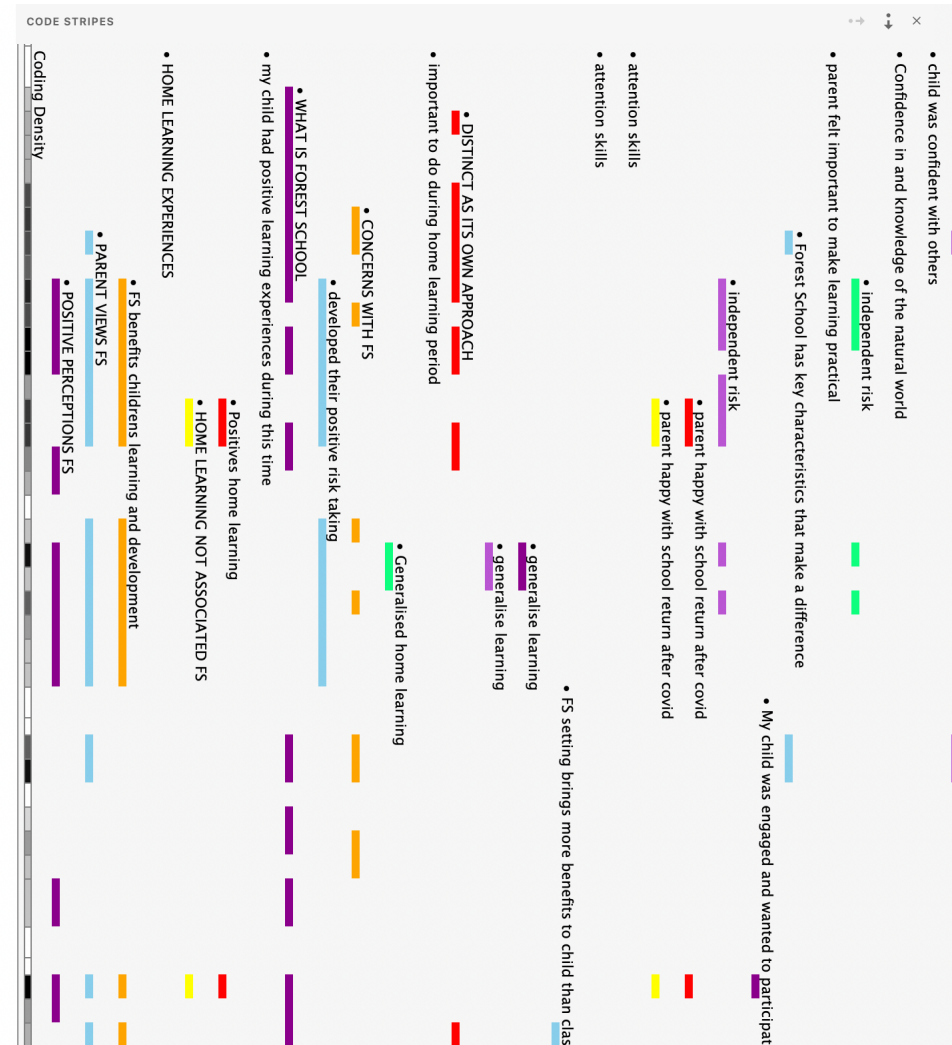 CODE STRIPES
Coding Density
• POSITIVE PERCEPTIONS FS
• PARENT VIEWS FS
• FS benefits childrens learning and development
• HOME LEARNING EXPERIENCES
• HOME LEARNING NOT ASSOCIATED FS
• Positives home learning
• my child had positive learning experiences during this time
• WHAT IS FOREST SCHOOL
• developed their positive risk taking
• CONCERNS WITH FS
• Generalised home learning
• important to do during home learning period
• DISTINCT AS ITS OWN APPROACH
• generalise learning
• generalise learning
• FS setting brings more benefits to child than clas
• attention skills
• attention skills
• parent happy with school return after covid
• parent happy with school return after covid
• independent risk
• My child was engaged and wanted to participat
• Forest School has key characteristics that make a difference
• parent felt important to make learning practical
• independent risk
• Confidence in and knowledge of the natural world
• child was confident with others